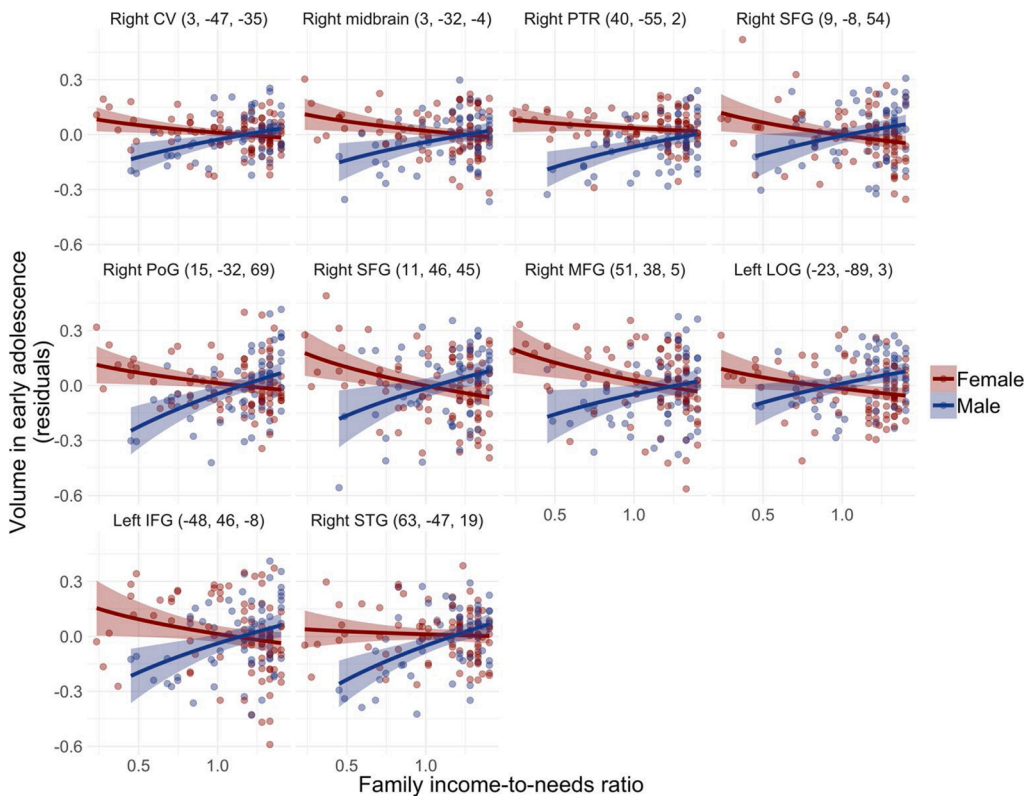 Right CV (3, -47, -35) Right midbrain (3, -32, -4) Right PTR (40, -55, 2) Right SFG (9, -8, 54)
0.3
0.0
-0.3
-0.6
Right PoG (15, -32, 69) Right SFG (11, 46, 45) Right MFG (51, 38, 5) Left LOG (-23, -89, 3)
0.3
0.0
-0.3
-0.6
0.5 1.0 0.5 1.0
Left IFG (-48, 46, -8) Right STG (63, -47, 19)
0.3
0.0
-0.3
-0.6
0.5 1.0 0.5 1.0
Family income-to-needs ratio
Volume in early adolescence
(residuals)
Female
Male